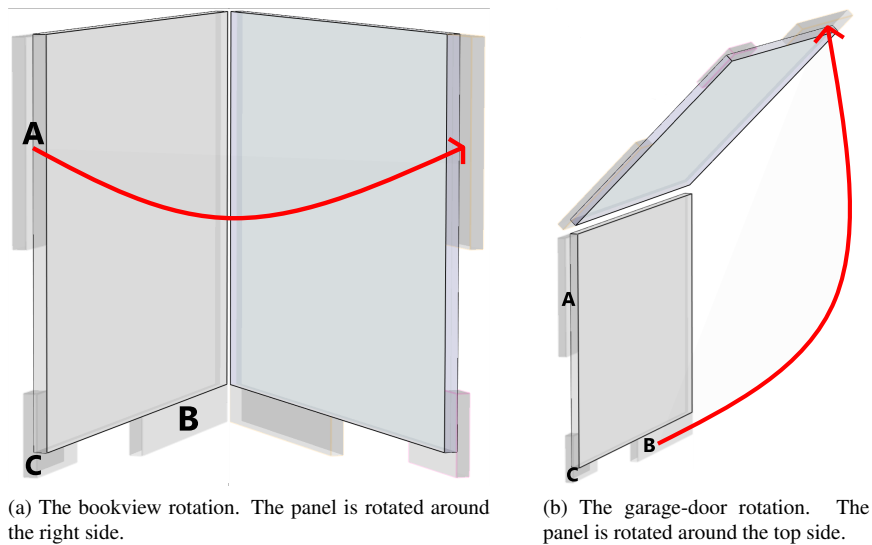 A
B
C
A
B
C
(a) The bookview rotation. The panel is rotated around
the right side.
(b) The garage-door rotation. The
panel is rotated around the top side.